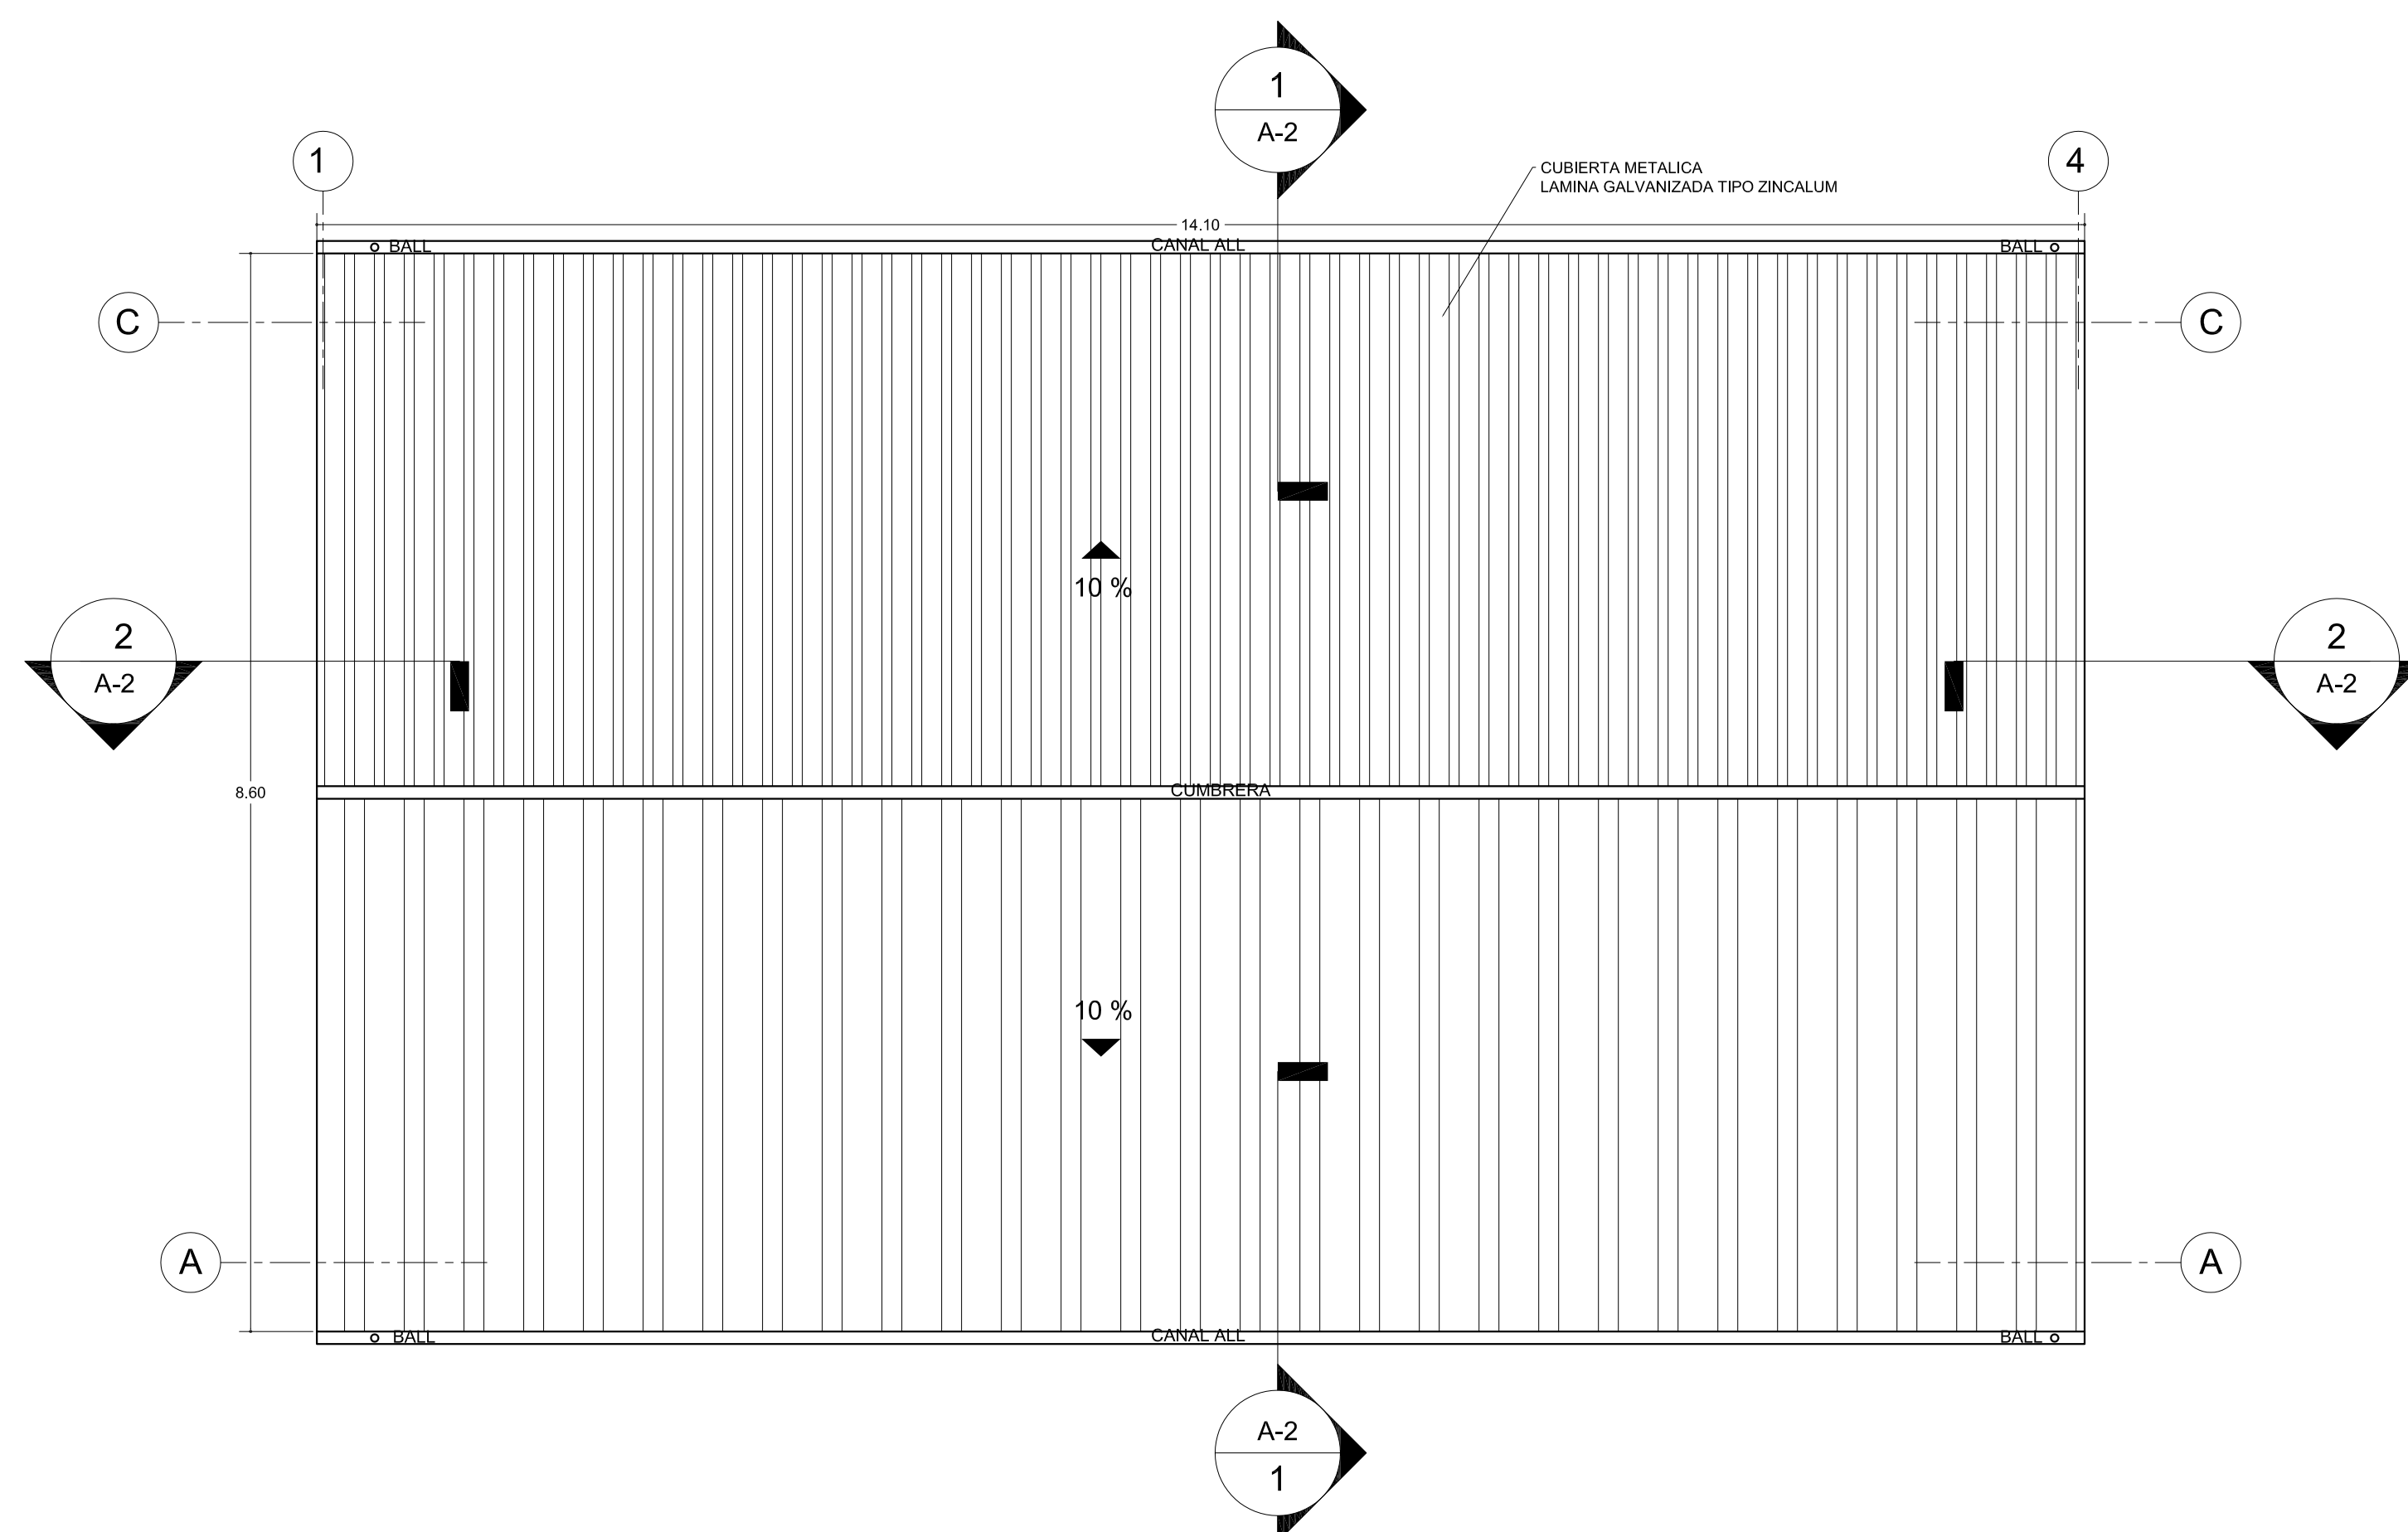 1
A-2
1
4
CUBIERTA METALICA
LAMINA GALVANIZADA TIPO ZINCALUM
14.10
BALL
CANAL ALL
BALL
C
C
10 %
2
A-2
2
A-2
8.60
CUMBRERA
10 %
A
A
BALL
CANAL ALL
BALL
A-2
1